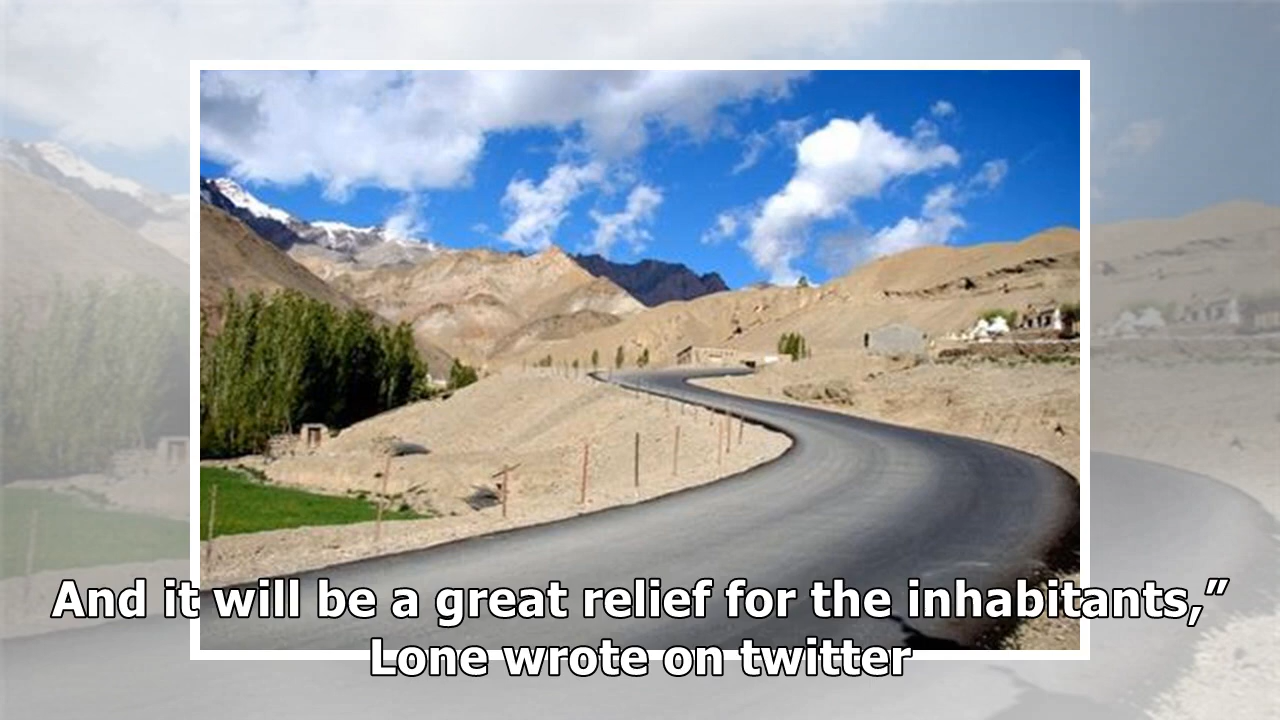 And it will be a great relief for the inhabitants,”
Lone wrote on twitter